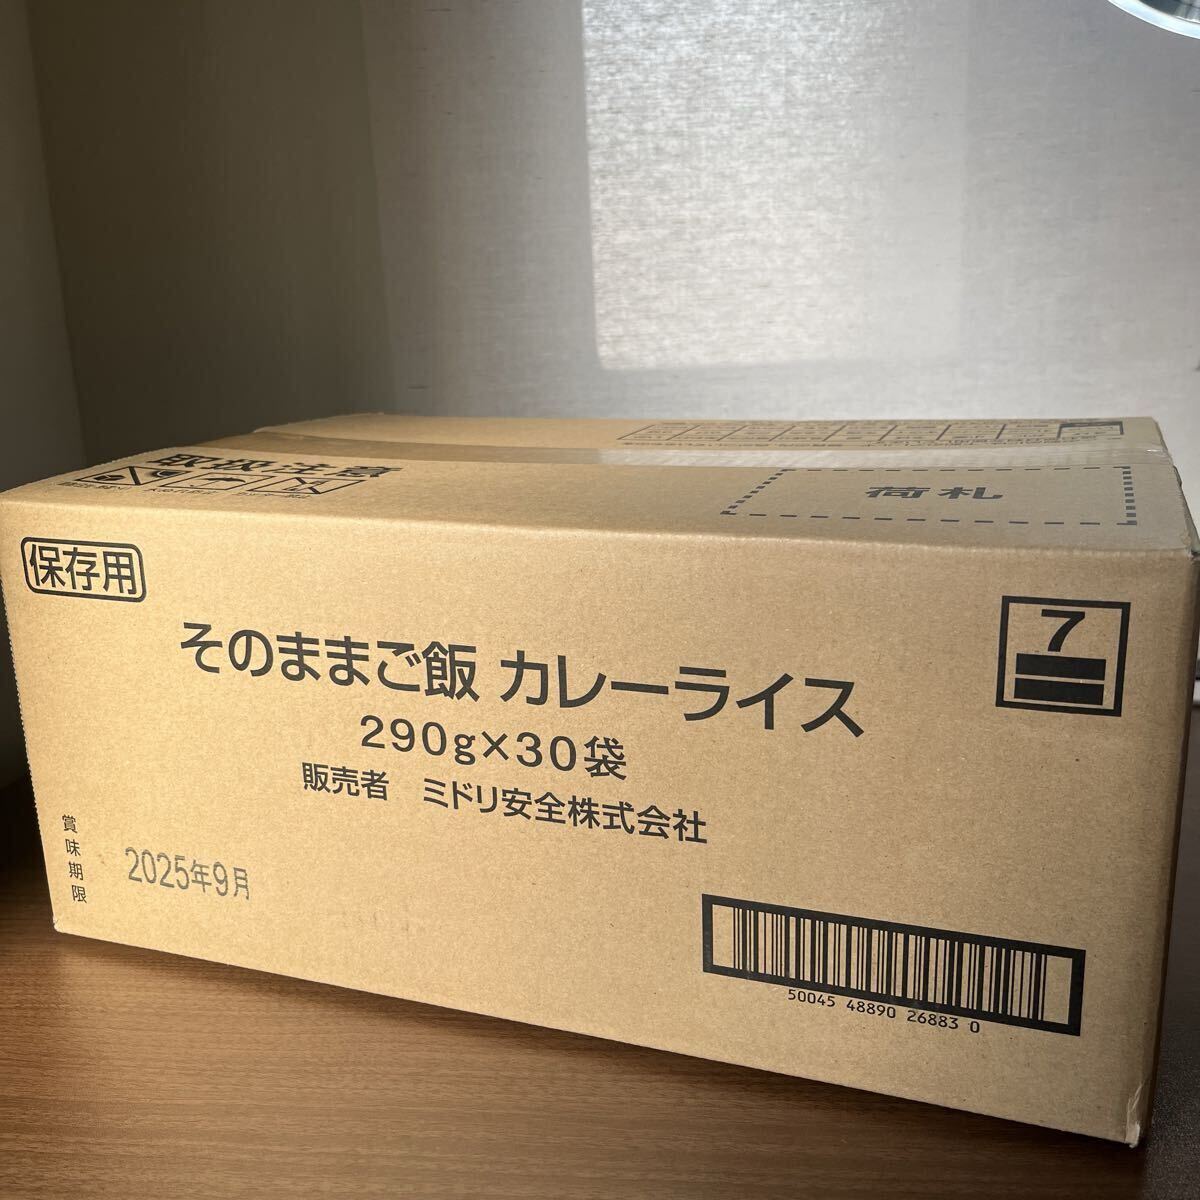 取扱注意
荷札
保存用
7
そのままご飯 カレーライス
290g×30袋
販売者 ミドリ安全株式会社
賞味期限
2025年9月
50045 48890 26883 0